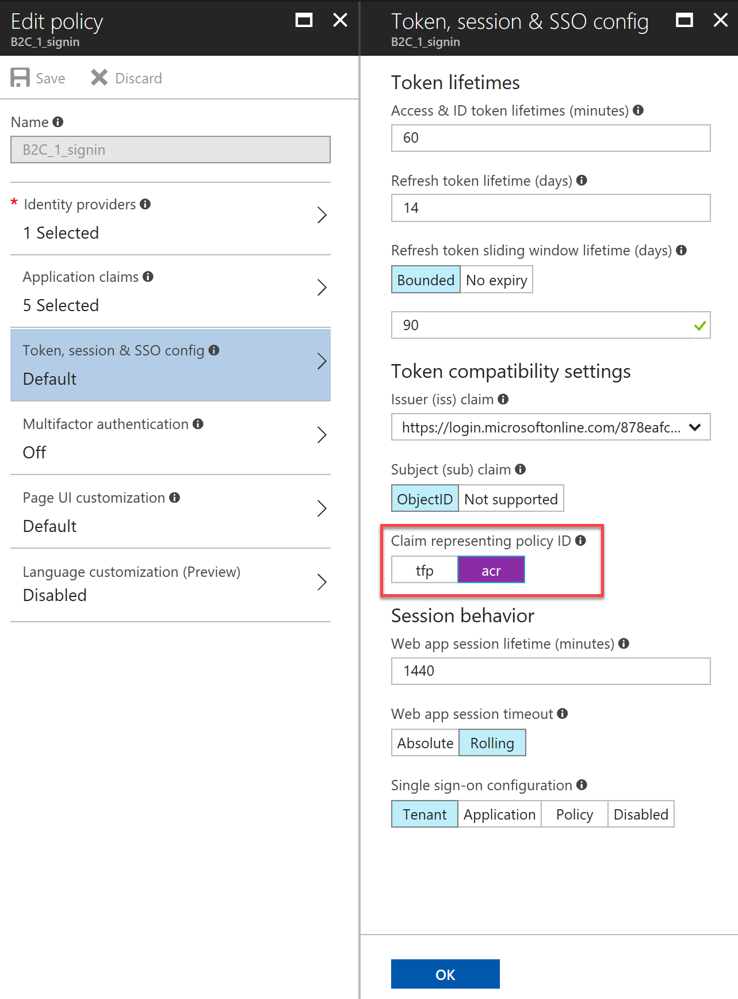 Edit policy
B2C_1_signin
Save
Discard
Name
B2C_1_signin
* Identity providers
1 Selected
Application claims
5 Selected
Token, session & SSO config
Default
Multifactor authentication
Off
Page UI customization
Default
Language customization (Preview)
Disabled
Token, session & SSO config
B2C_1_signin
Token lifetimes
Access & ID token lifetimes (minutes)
60
Refresh token lifetime (days)
14
Refresh token sliding window lifetime (days)
Bounded No expiry
90
Token compatibility settings
Issuer (iss) claim
https://login.microsoftonline.com/878eafc...
Subject (sub) claim
ObjectID Not supported
Claim representing policy ID
tfp acr
Session behavior
Web app session lifetime (minutes)
1440
Web app session timeout
Absolute Rolling
Single sign-on configuration
Tenant Application Policy Disabled
OK